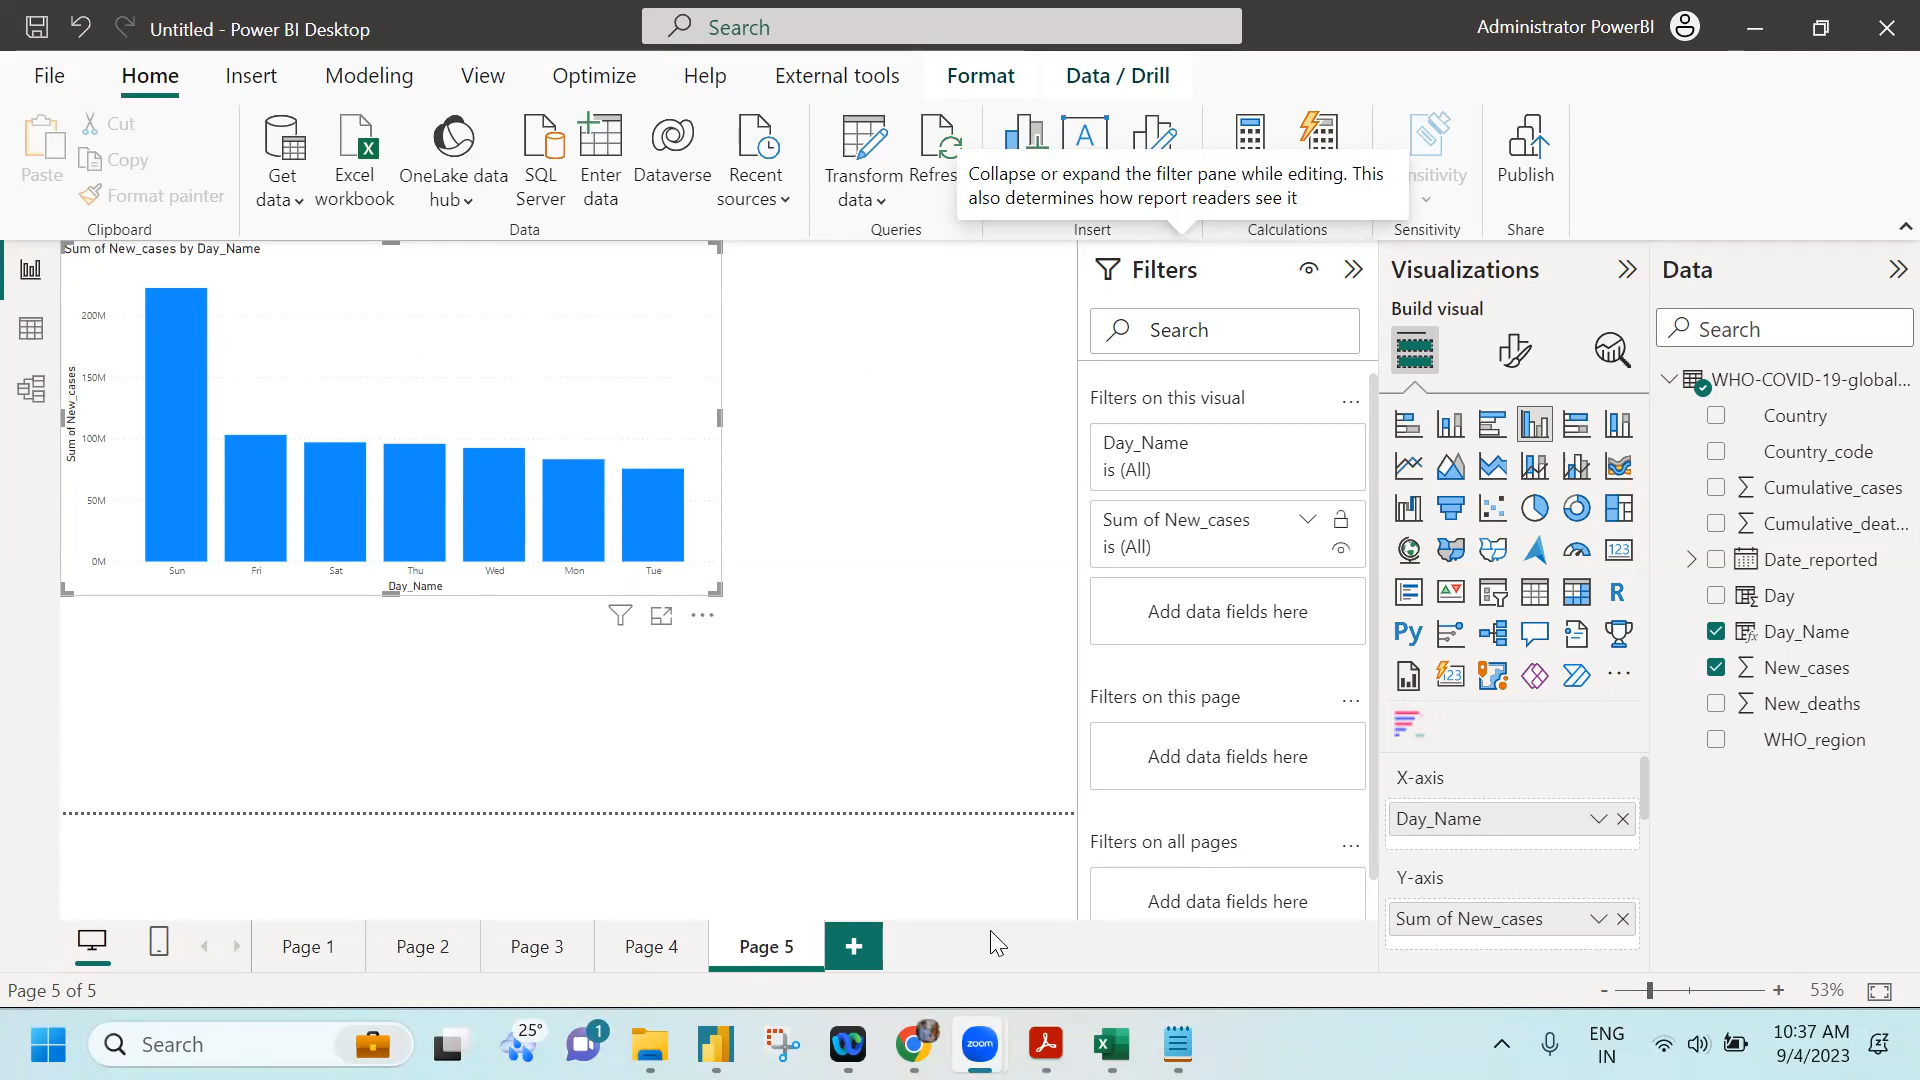 Untitled - Power BI Desktop
Search
Administrator PowerBI
File
Home
Insert
Modeling
View
Optimize
Help
External tools
Format
Data / Drill
Paste
Cut
Copy
Format painter
Clipboard
Get
data
Excel
workbook
OneLake data
hub
SQL
Server
Enter
data
Dataverse
Recent
sources
Data
Transform
data
Refres
Queries
Collapse or expand the filter pane while editing. This
also determines how report readers see it
Insert
Calculations
nsitivity
Sensitivity
Publish
Share
Sum of New_cases by Day_Name
200M
150M
100M
50M
0M
Sum of New_cases
Sun
Fri
Sat
Thu
Wed
Mon
Tue
Day_Name
Filters
Search
Filters on this visual
Day_Name
is (All)
Sum of New_cases
is (All)
Add data fields here
Filters on this page
Add data fields here
Filters on all pages
Add data fields here
Visualizations
Build visual
123
R
Py
123
X-axis
Day_Name
Y-axis
Sum of New_cases
Data
Search
WHO-COVID-19-global...
Country
Country_code
Cumulative_cases
Cumulative_deat...
Date_reported
Day
Day_Name
New_cases
New_deaths
WHO_region
Page 1
Page 2
Page 3
Page 4
Page 5
Page 5 of 5
53%
Search
25°
1
zoom
ENG
IN
10:37 AM
9/4/2023